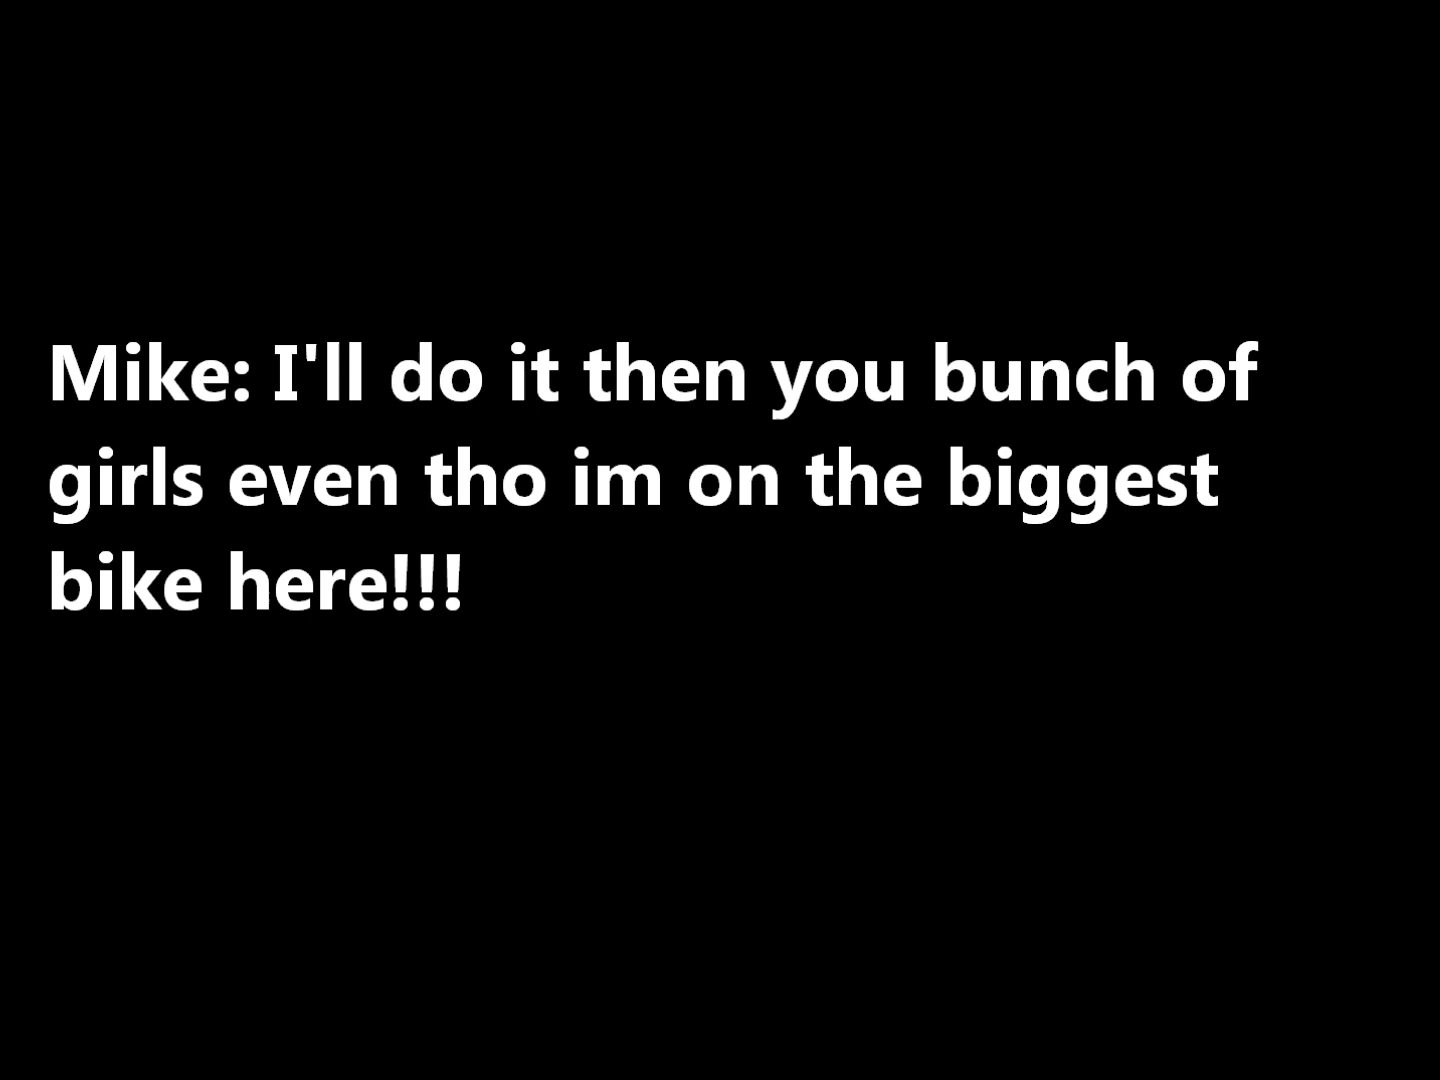 Mike: I'll do it then you bunch of
girls even tho im on the biggest
bike here!!!